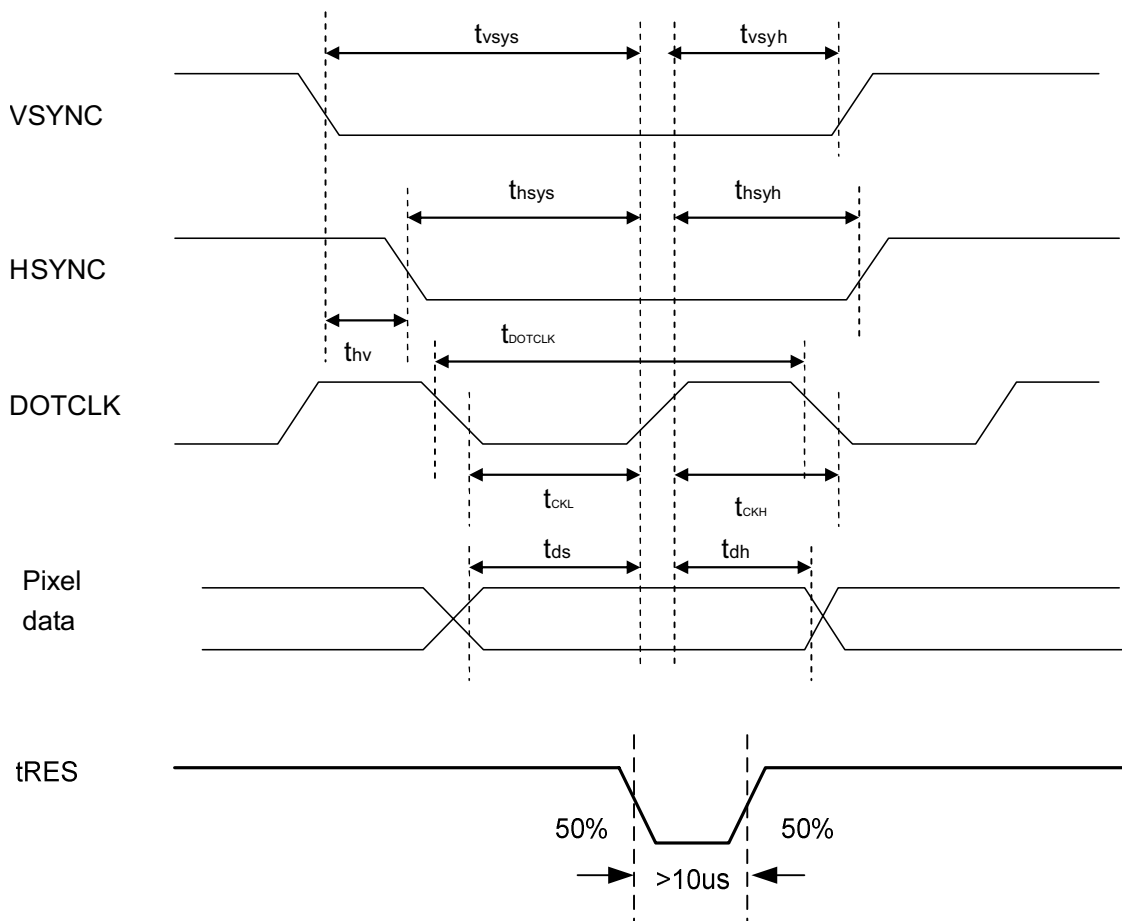 tvsys
tvsyh
VSYNC
thsys
thsyh
HSYNC
thv
tDOTCLK
DOTCLK
tCKL
tCKH
tds
tdh
Pixel
data
tRES
50%
50%
>10us